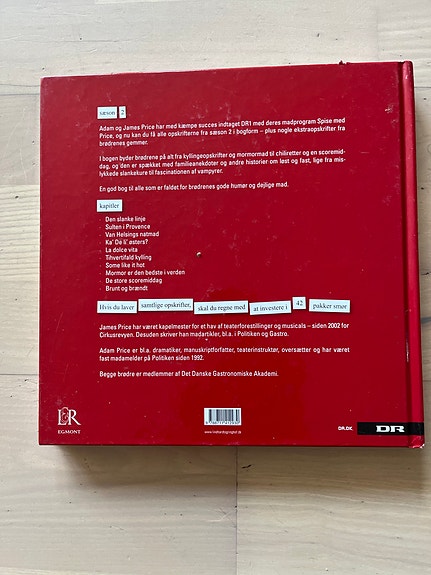 sæson 2
Adam og James Price har med kæmpe succes indtaget DR1 med deres madprogram Spise med
Price, og nu kan du få alle opskrifterne fra sæson 2 i bogform – plus nogle ekstraopskrifter fra
brødrenes gemmer.
I bogen byder brødrene på alt fra kyllingeopskrifter og mormormad til chiliretter og en scoremid-
dag, og den er spækket med familieanekdoter og andre historier om løst og fast, lige fra mis-
lykkede slankekure til fascinationen af vampyrer.
En god bog til alle som er faldet for brødrenes gode humør og dejlige mad.
kapitler
Den slanke linje
Sulten i Provence
Van Helsings natmad
Ka' De li' østers?
La dolce vita
Tihvertifald kylling
Some like it hot
Mormor er den bedste i verden
De store scoremiddag
Brunt og brændt
Hvis du laver samtlige opskrifter, skal du regne med at investere i 42 pakker smør
James Price har været kapelmester for et hav af teaterforestillinger og musicals – siden 2002 for
Cirkusrevyen. Desuden skriver han madartikler, bl.a. i Politiken og Gastro.
Adam Price er bl.a. dramatiker, manuskriptforfatter, teaterinstruktør, oversætter og har været
fast madamelder på Politiken siden 1992.
Begge brødre er medlemmer af Det Danske Gastronomiske Akademi.
LR
EGMONT
www.lindhardtogringhof.dk
DR.DK
DR